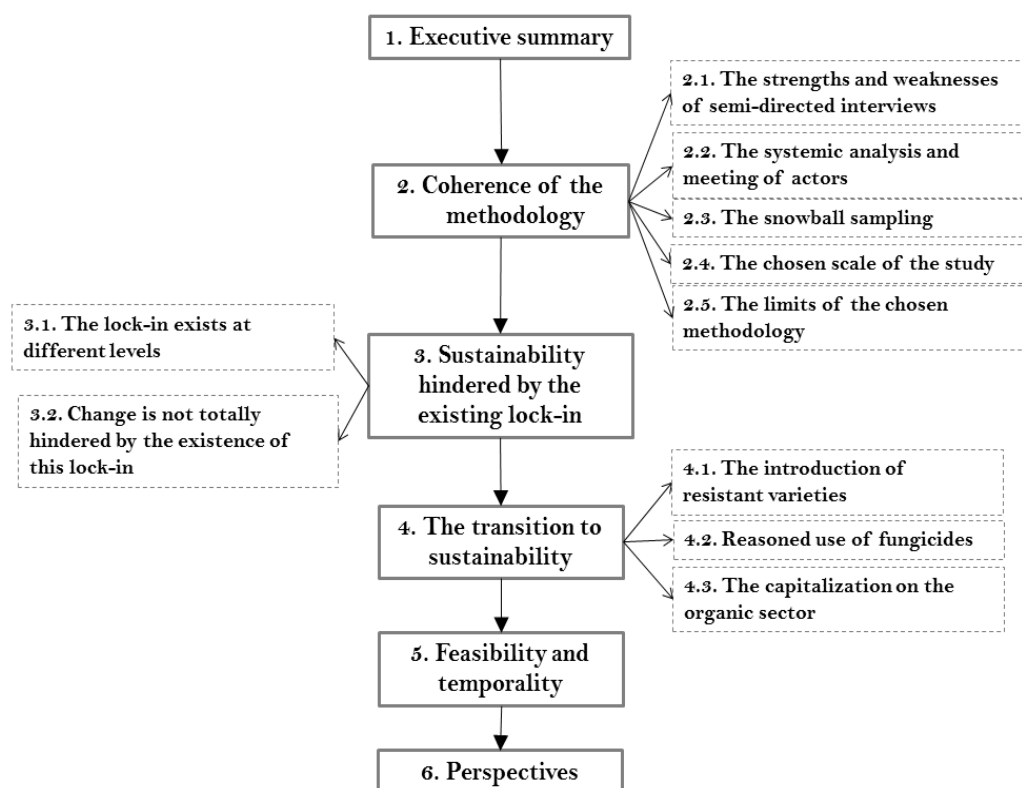 1. Executive summary
2. Coherence of the
methodology
2.1. The strengths and weaknesses
of semi-directed interviews
2.2. The systemic analysis and
meeting of actors
2.3. The snowball sampling
2.4. The chosen scale of the study
2.5. The limits of the chosen
methodology
3. Sustainability
hindered by the
existing lock-in
3.1. The lock-in exists at
different levels
3.2. Change is not totally
hindered by the existence of
this lock-in
4. The transition to
sustainability
4.1. The introduction of
resistant varieties
4.2. Reasoned use of fungicides
4.3. The capitalization on the
organic sector
5. Feasibility and
temporality
6. Perspectives